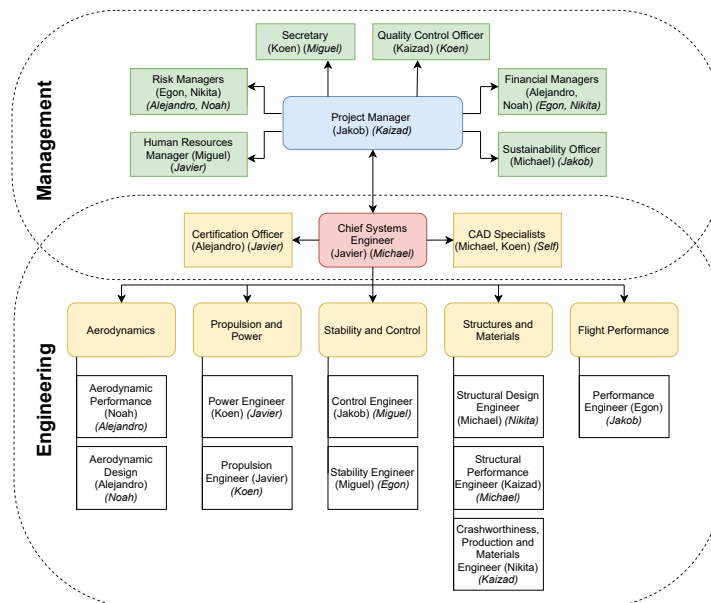 Management
Secretary
(Koen) (Miguel)
Quality Control Officer
(Kaizad) (Koen)
Risk Managers
(Egon, Nikita)
(Alejandro, Noah)
Financial Managers
(Alejandro,
Noah) (Egon, Nikita)
Project Manager
(Jakob) (Kaizad)
Human Resources
Manager (Miguel)
(Javier)
Sustainability Officer
(Michael) (Jakob)
Certification Officer
(Alejandro) (Javier)
Chief Systems
Engineer
(Javier) (Michael)
CAD Specialists
(Michael, Koen) (Self)
Engineering
Aerodynamics
Propulsion and
Power
Stability and Control
Structures and
Materials
Flight Performance
Aerodynamic
Performance
(Noah)
(Alejandro)
Power Engineer
(Koen) (Javier)
Control Engineer
(Jakob) (Miguel)
Structural Design
Engineer
(Michael) (Nikita)
Performance
Engineer (Egon)
(Jakob)
Aerodynamic
Design
(Alejandro)
(Noah)
Propulsion
Engineer (Javier)
(Koen)
Stability Engineer
(Miguel) (Egon)
Structural
Performance
Engineer (Kaizad)
(Michael)
Crashworthiness,
Production and
Materials
Engineer (Nikita)
(Kaizad)